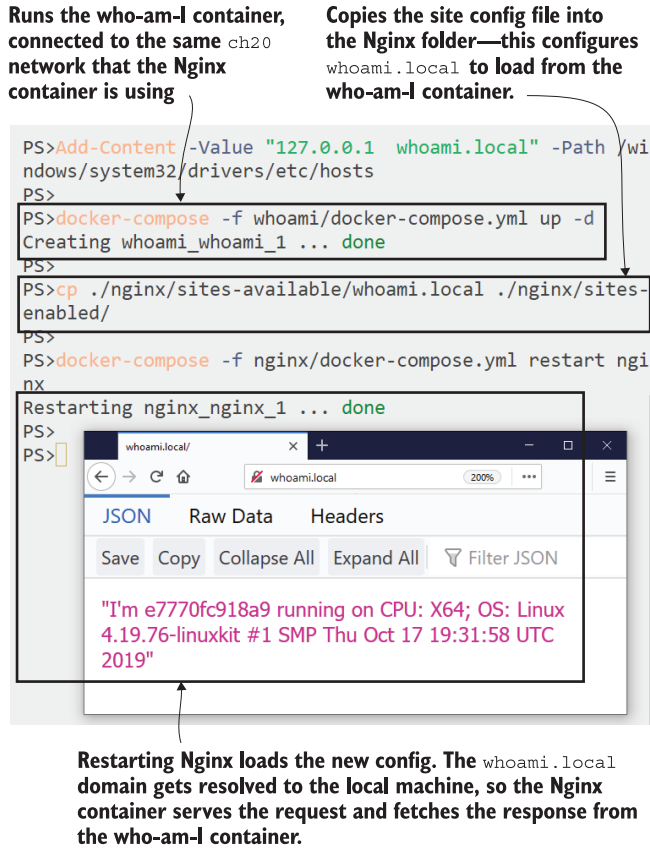 Runs the who-am-I container,
connected to the same ch20
network that the Nginx
container is using
Copies the site config file into
the Nginx folder—this configures
whoami.local to load from the
who-am-I container.
PS>Add-Content -Value "127.0.0.1  whoami.local" -Path /wi
ndows/system32/drivers/etc/hosts
PS>
PS>docker-compose -f whoami/docker-compose.yml up -d
Creating whoami_whoami_1 ... done
PS>
PS>cp ./nginx/sites-available/whoami.local ./nginx/sites-
enabled/
PS>
PS>docker-compose -f nginx/docker-compose.yml restart ngi
nx
Restarting nginx_nginx_1 ... done
PS>
PS>
whoami.local/
whoami.local
200%
JSON Raw Data Headers
Save Copy Collapse All Expand All Filter JSON
"I'm e7770fc918a9 running on CPU: X64; OS: Linux
4.19.76-linuxkit #1 SMP Thu Oct 17 19:31:58 UTC
2019"
Restarting Nginx loads the new config. The whoami.local
domain gets resolved to the local machine, so the Nginx
container serves the request and fetches the response from
the who-am-I container.